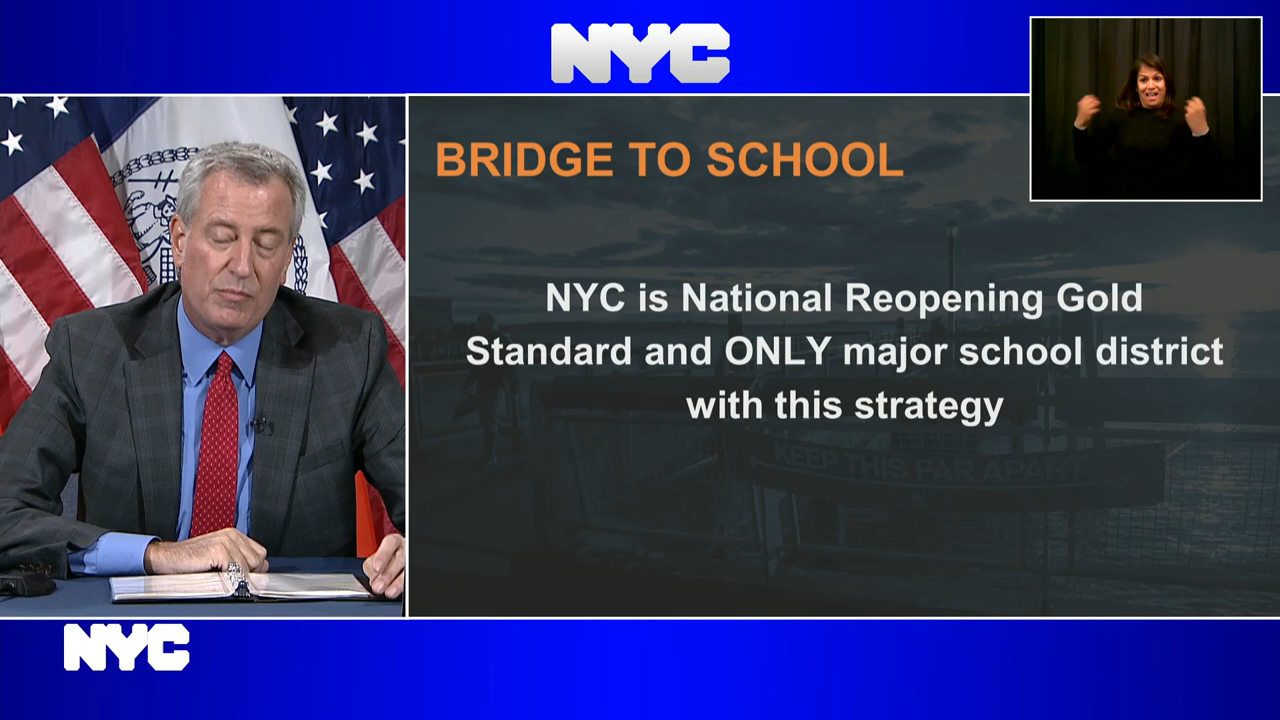 NYC
BRIDGE TO SCHOOL
NYC is National Reopening Gold
Standard and ONLY major school district
with this strategy
KEEP THIS FAR APART
NYC